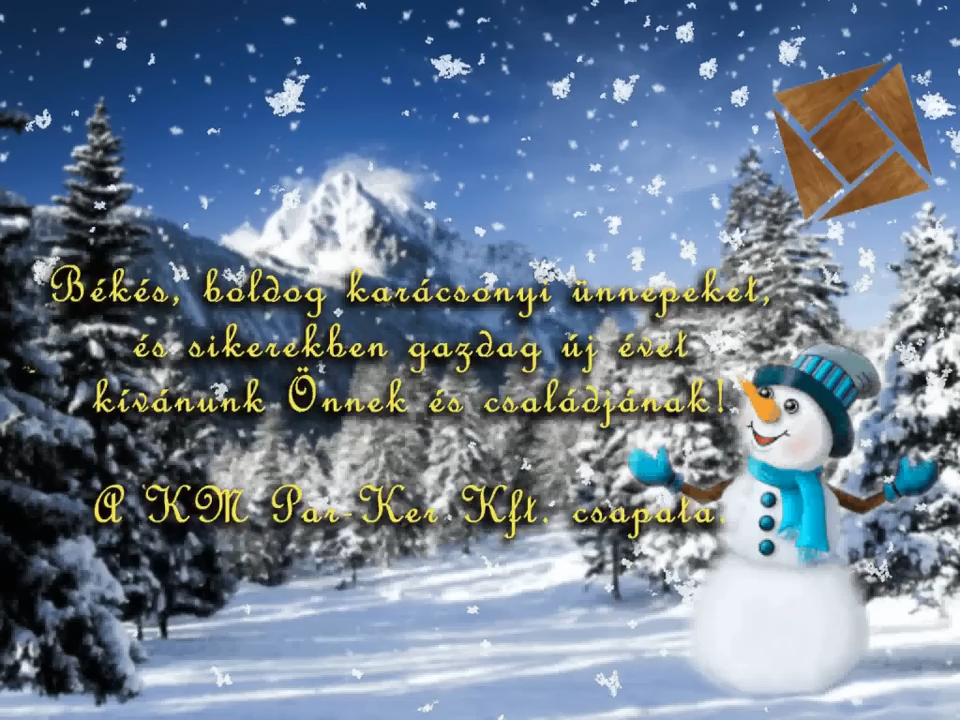 Békés, boldog karácsonyi ünnepeket,
és sikerekben gazdag új évet
kívánunk Önnek és családjának!
A KM Par-Ker Kft. csapata.